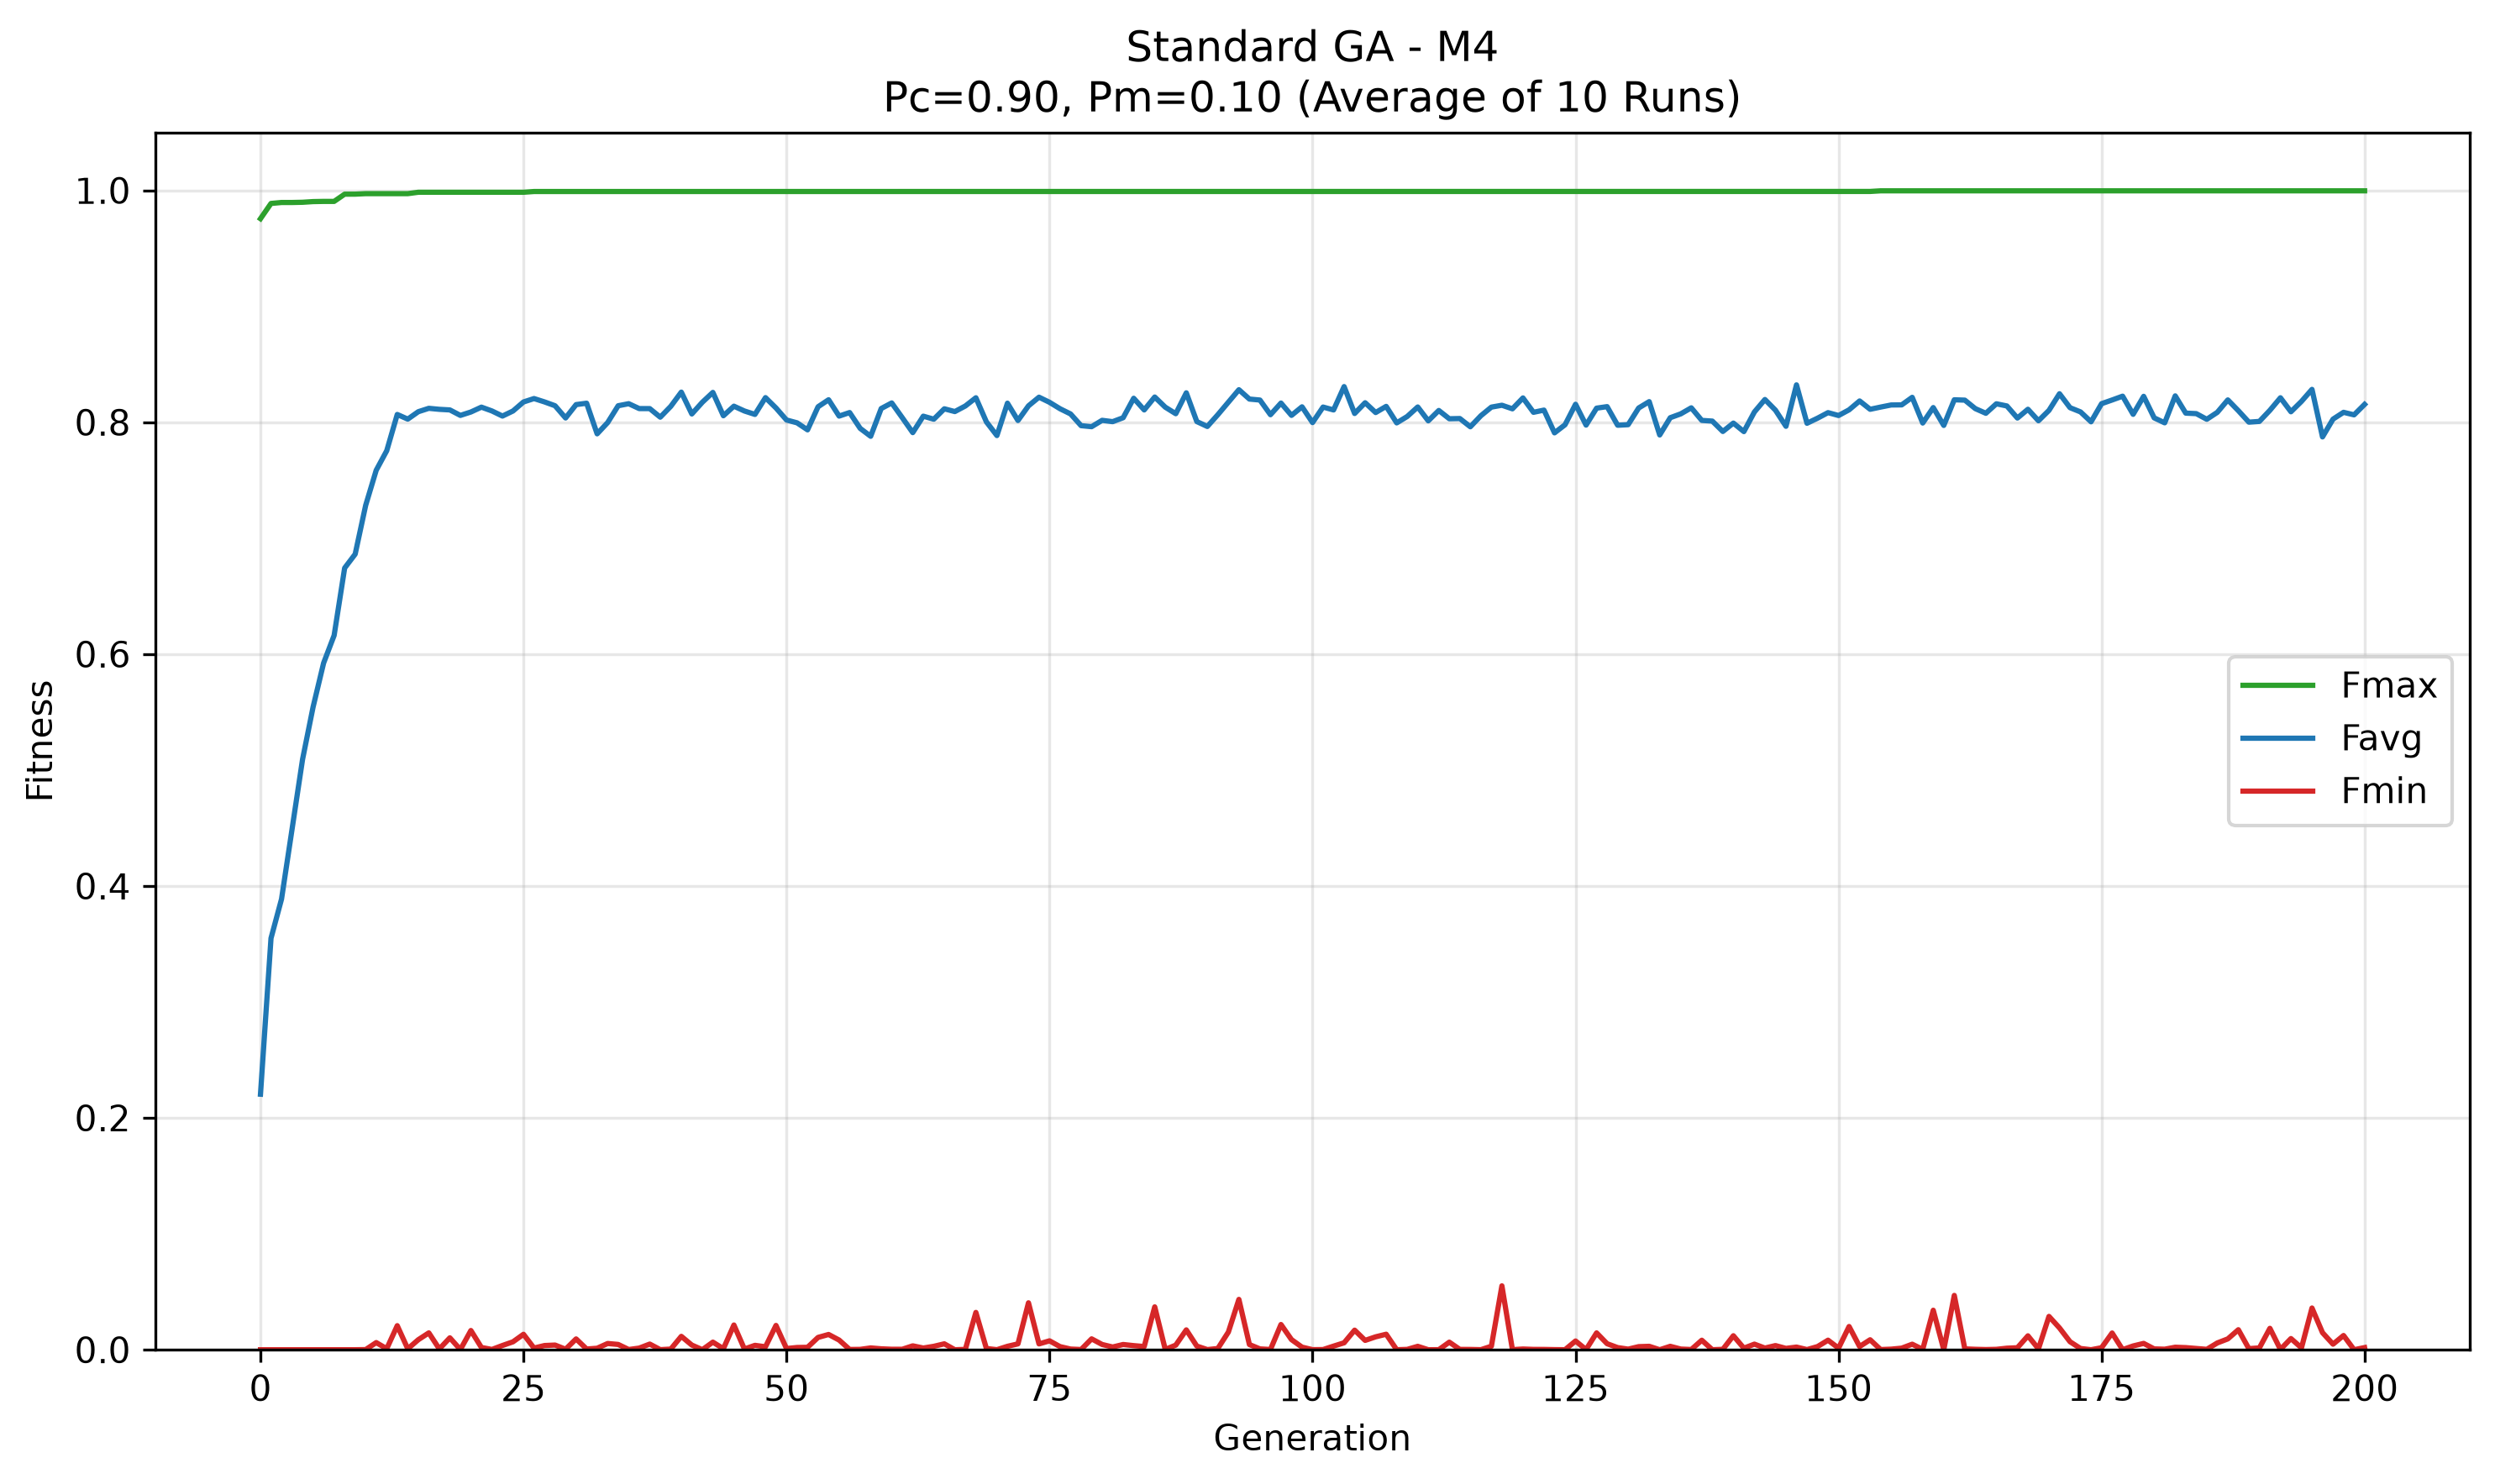 Standard GA - M4
Pc=0.90, Pm=0.10 (Average of 10 Runs)
1.0
0.8
0.6
0.4
0.2
0.0
Fitness
Fmax
Favg
Fmin
0 25 50 75 100 125 150 175 200
Generation